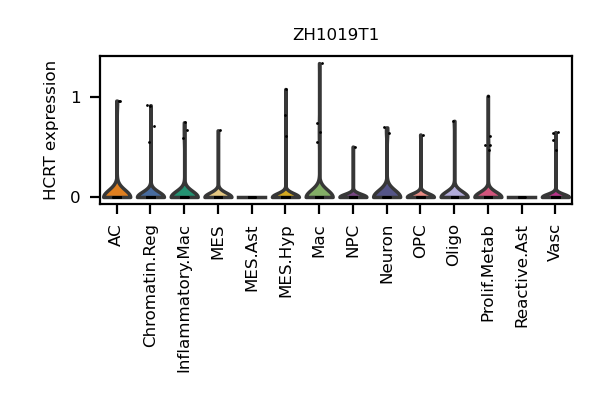 ZH1019T1
HCRT expression
1
0
AC
Chromatin.Reg
Inflammatory.Mac
MES
MES.Ast
MES.Hyp
Mac
NPC
Neuron
OPC
Oligo
Prolif.Metab
Reactive.Ast
Vasc